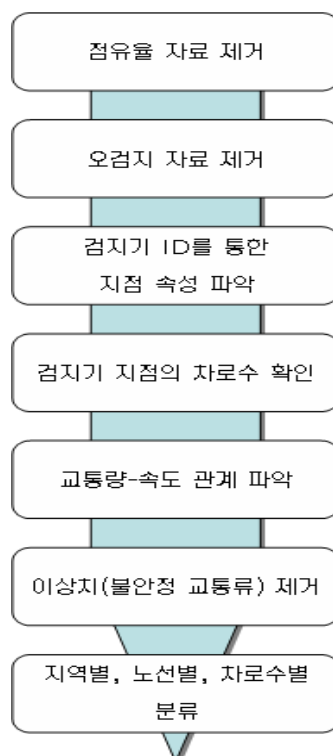 점유율 자료 제거
오검지 자료 제거
검지기 ID를 통한
지점 속성 파악
검지기 지점의 차로수 확인
교통량-속도 관계 파악
이상치(불안정 교통류) 제거
지역별, 노선별, 차로수별
분류